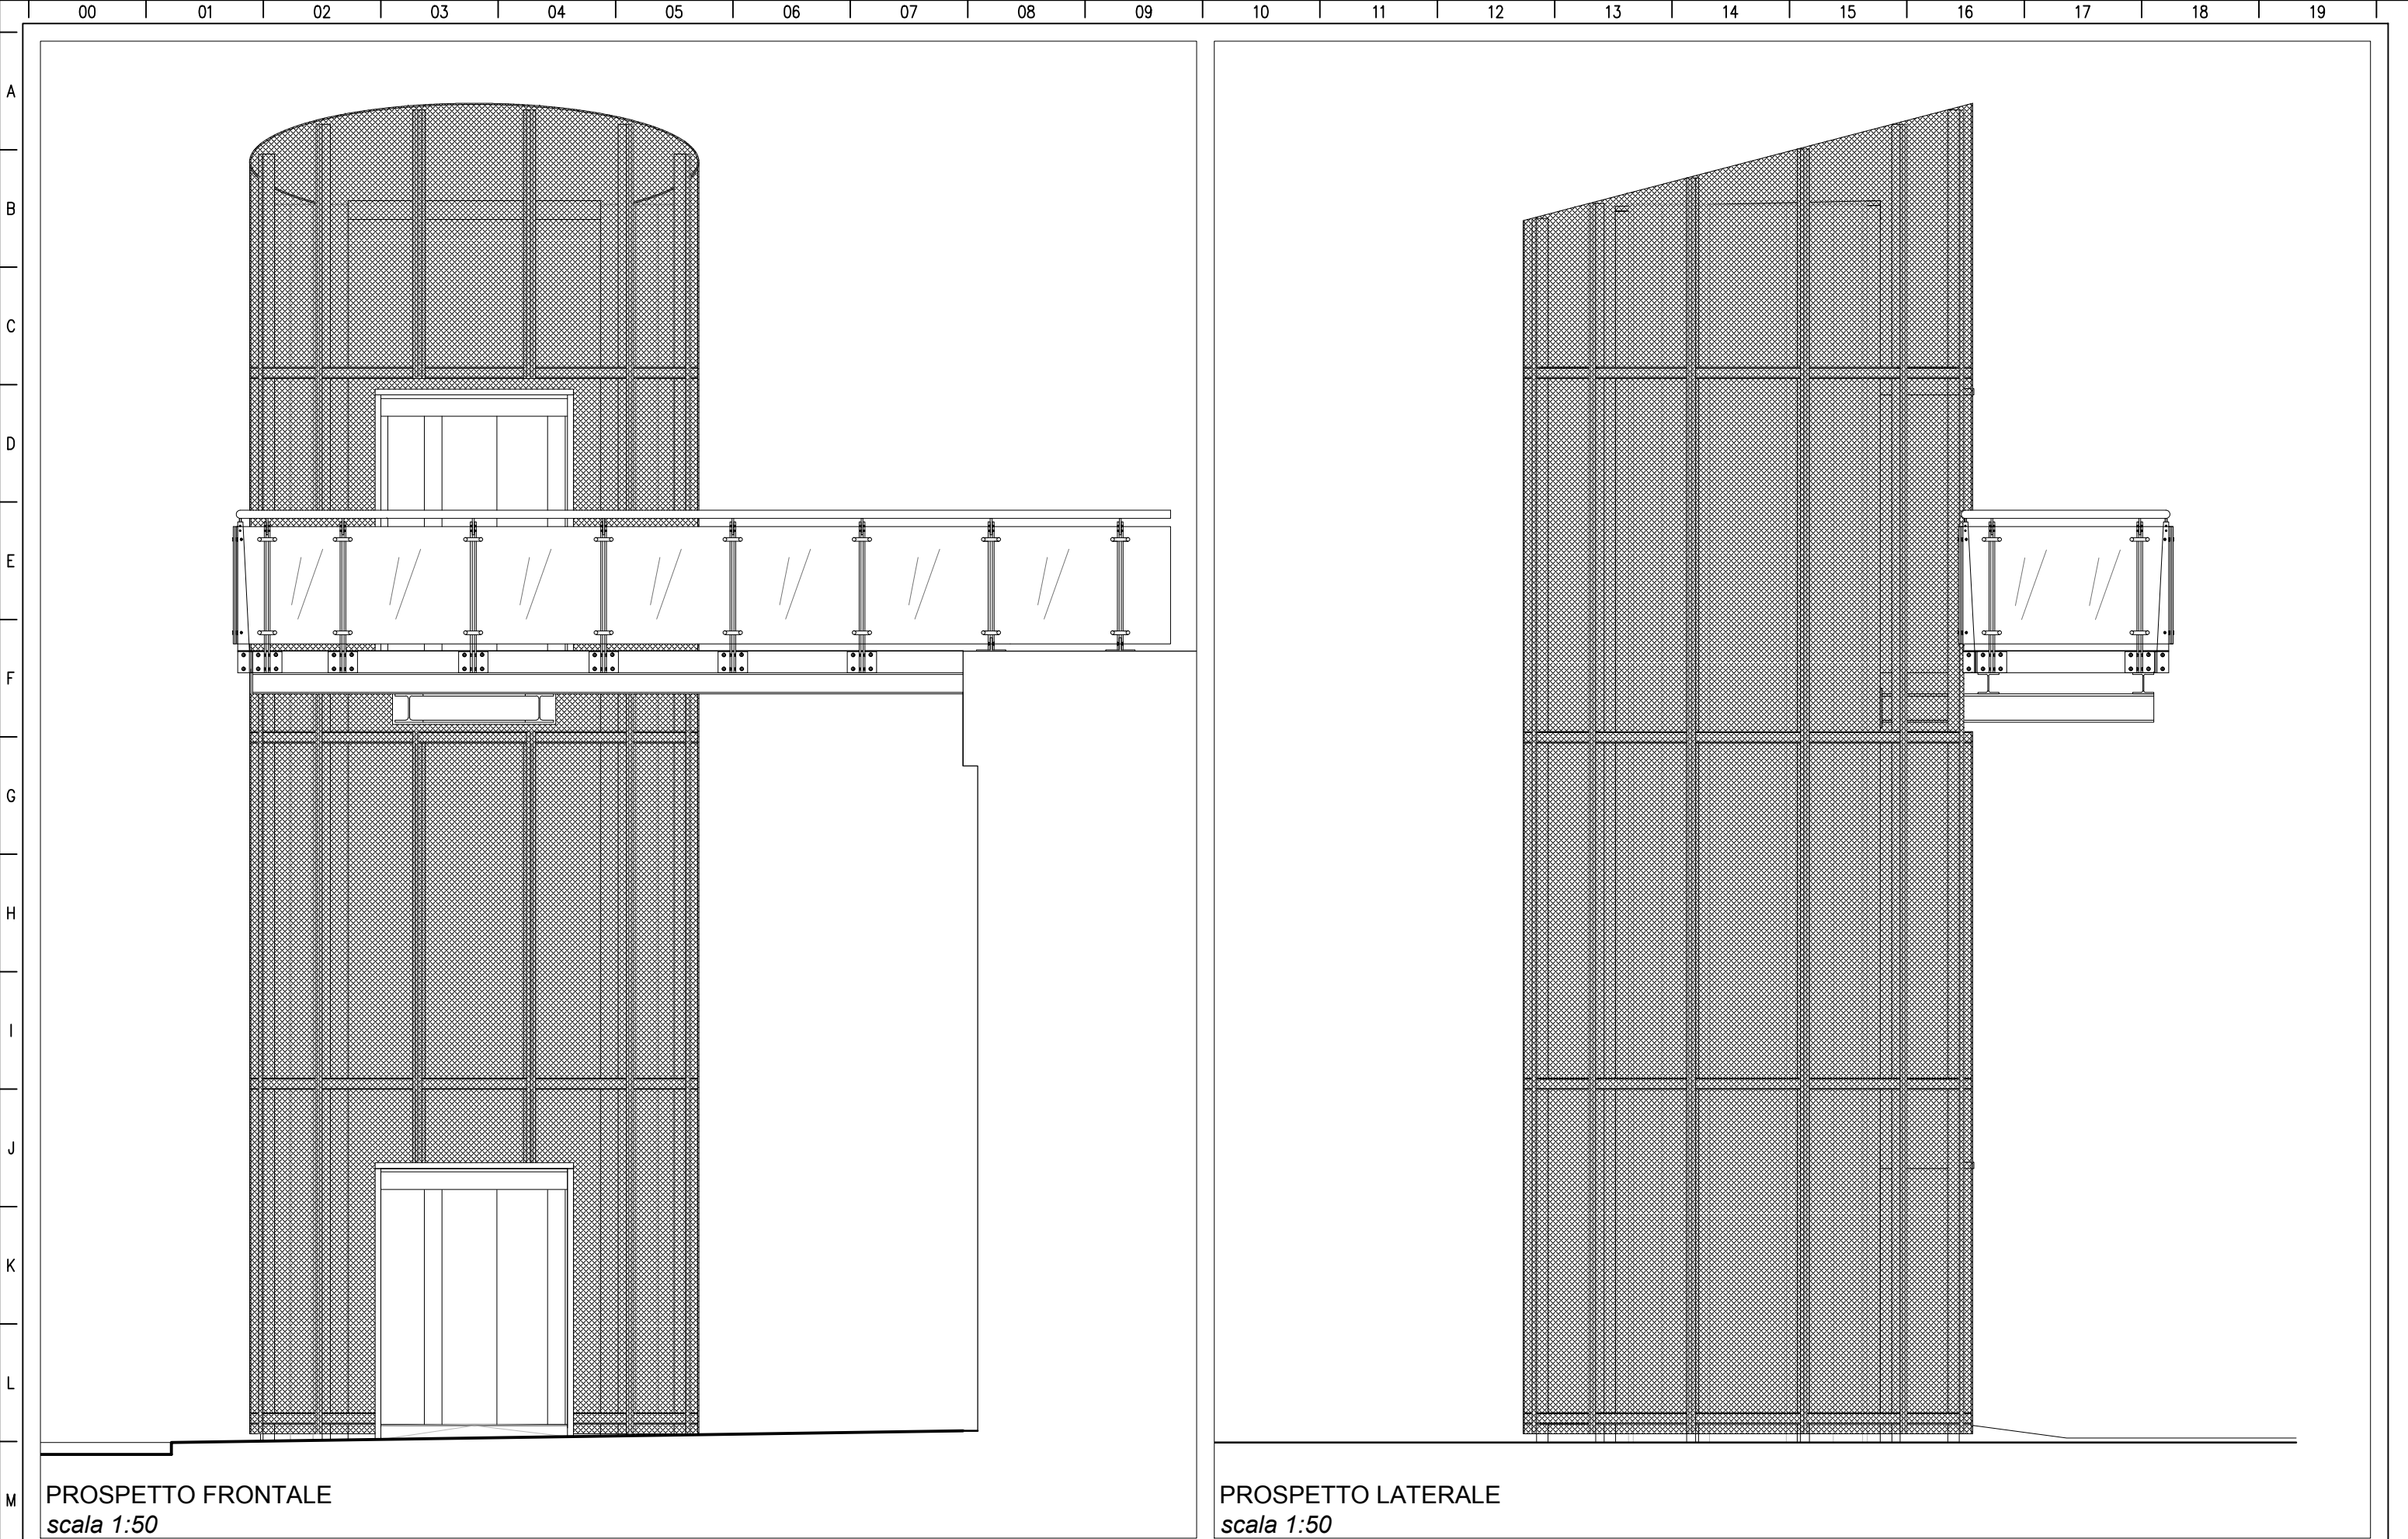 00 01 02 03 04 05 06 07 08 09 10 11 12 13 14 15 16 17 18 19
A
B
C
D
E
F
G
H
I
J
K
L
M
PROSPETTO FRONTALE
scala 1:50
PROSPETTO LATERALE
scala 1:50